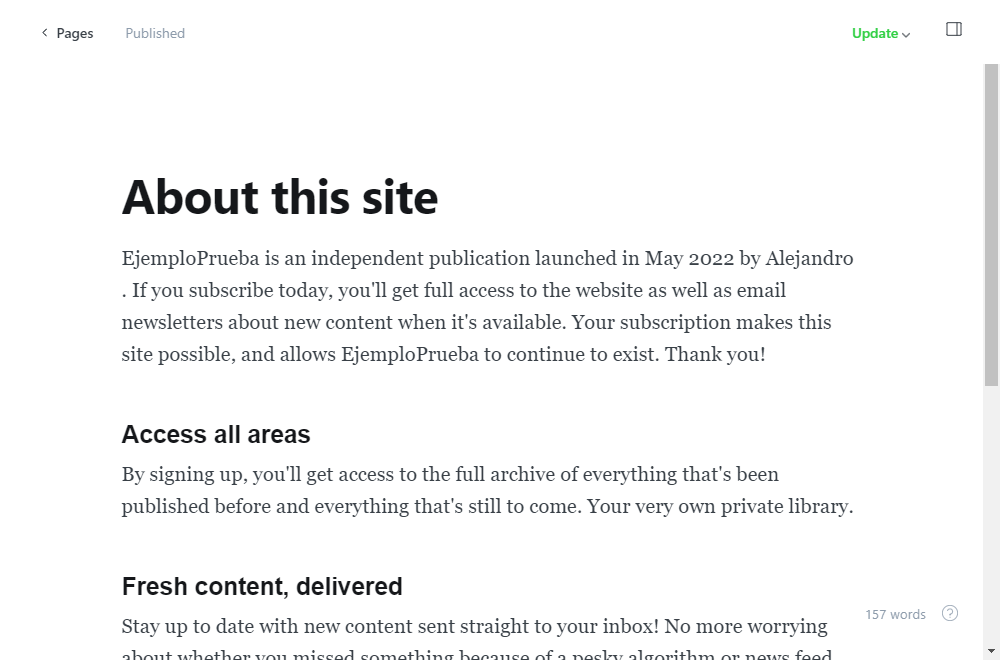 Pages
Published
Update
About this site
EjemploPrueba is an independent publication launched in May 2022 by Alejandro
. If you subscribe today, you'll get full access to the website as well as email
newsletters about new content when it's available. Your subscription makes this
site possible, and allows EjemploPrueba to continue to exist. Thank you!
Access all areas
By signing up, you'll get access to the full archive of everything that's been
published before and everything that's still to come. Your very own private library.
Fresh content, delivered
157 words
Stay up to date with new content sent straight to your inbox! No more worrying
about whether you missed something because of a pesky algorithm or news feed